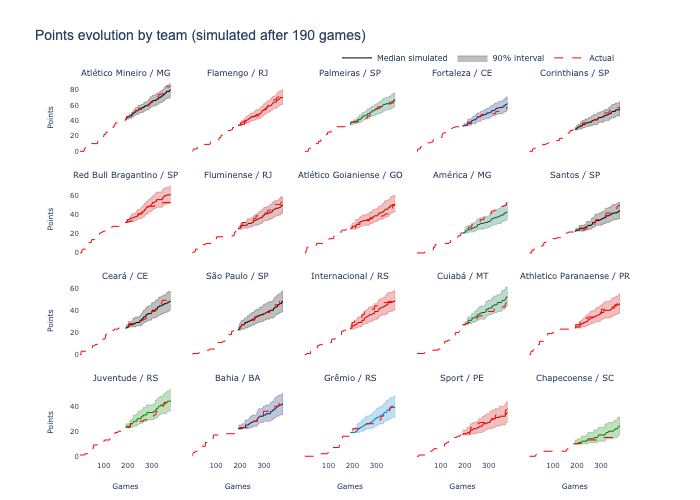 Points evolution by team (simulated after 190 games)
Median simulated 90% interval Actual
Atlético Mineiro / MG Flamengo / RJ Palmeiras / SP Fortaleza / CE Corinthians / SP
80
60
40
20
0
Points
Red Bull Bragantino / SP Fluminense / RJ Atlético Goianiense / GO América / MG Santos / SP
60
40
20
0
Points
Ceará / CE São Paulo / SP Internacional / RS Cuiabá / MT Athletico Paranaense / PR
60
40
20
0
Points
Juventude / RS Bahia / BA Grêmio / RS Sport / PE Chapecoense / SC
40
20
0
Points
100 200 300 100 200 300 100 200 300 100 200 300 100 200 300
Games Games Games Games Games